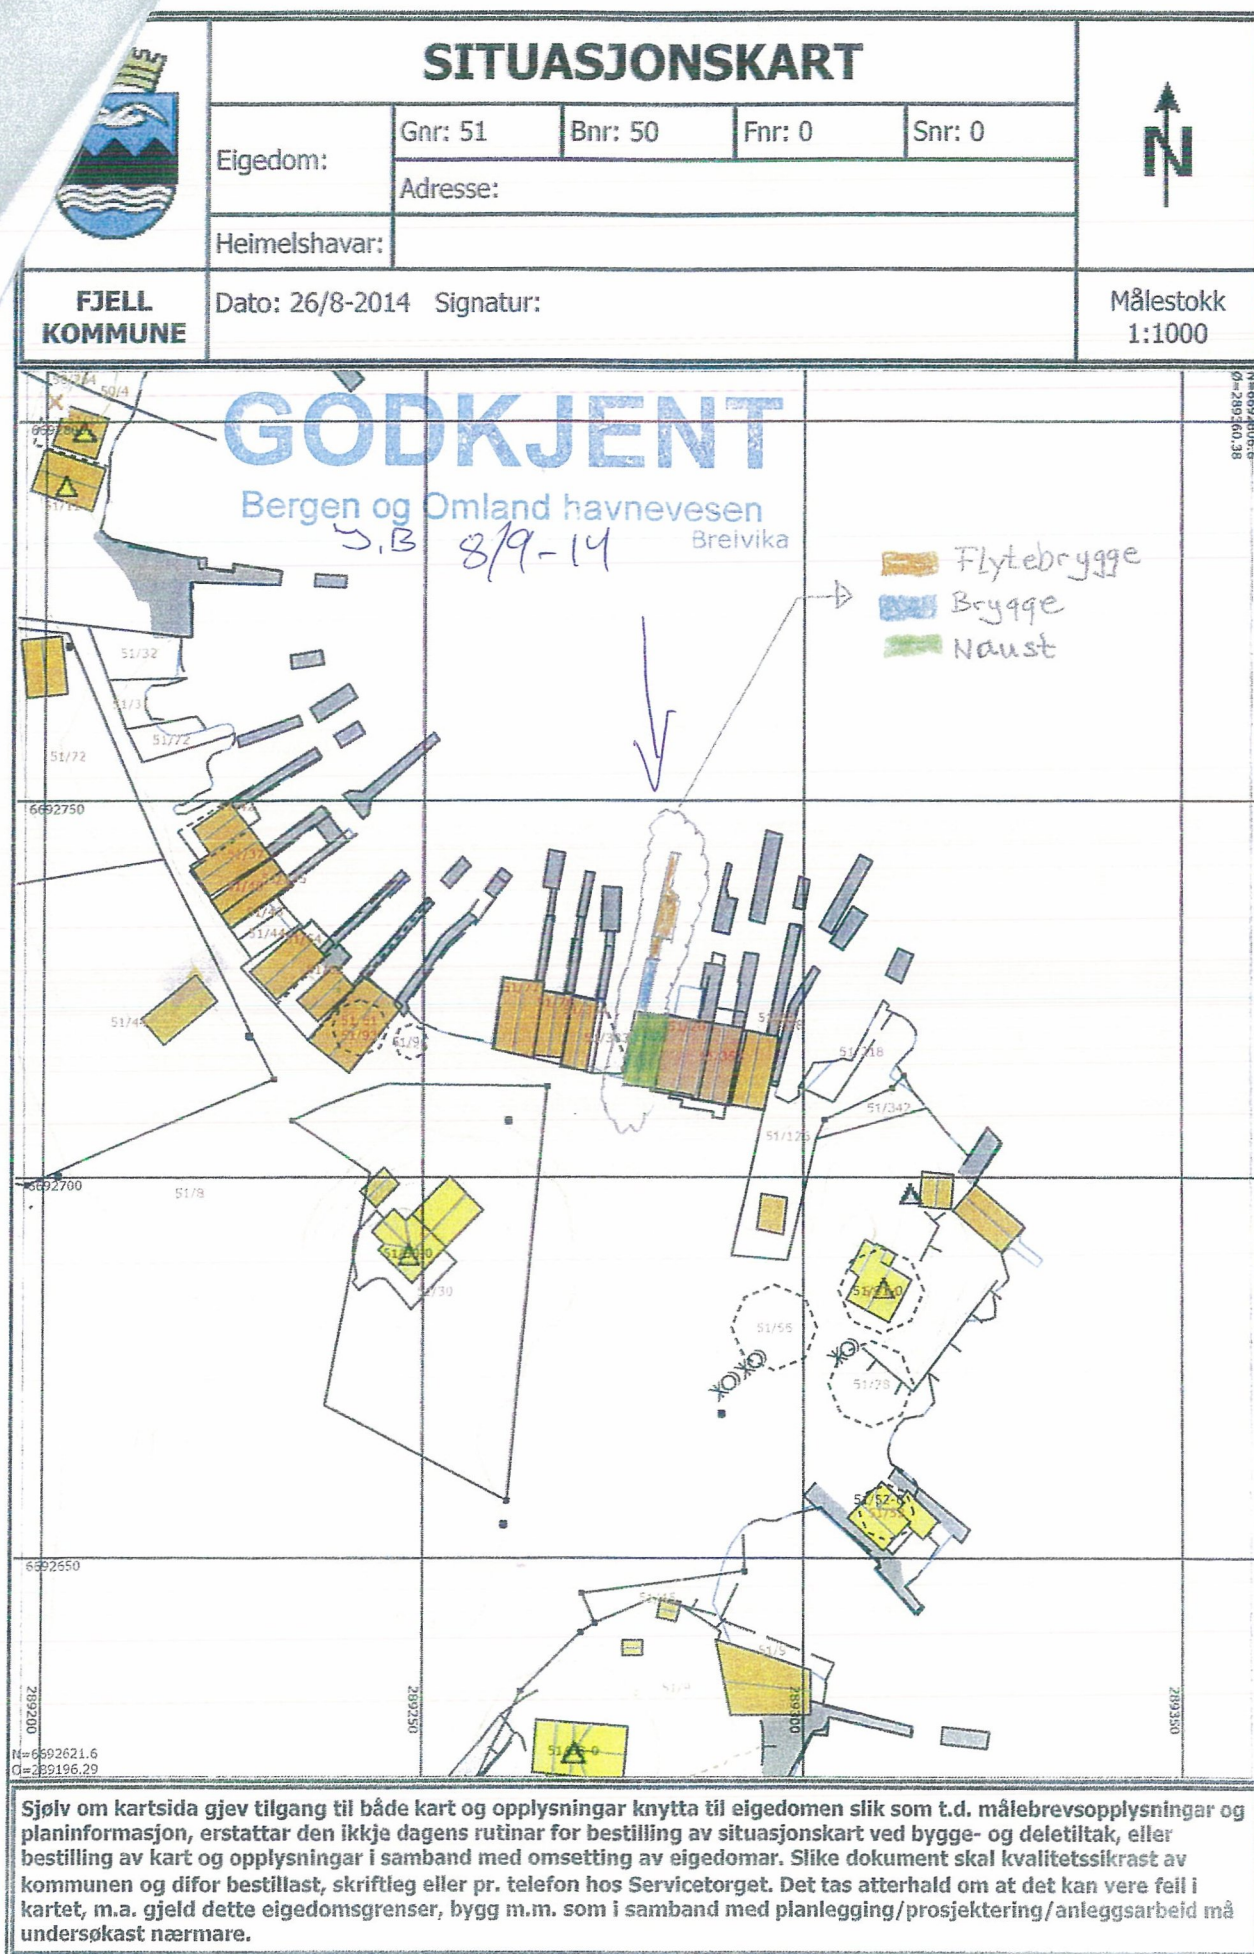 SITUASJONSKART
Eigedom:
Gnr: 51
Bnr: 50
Fnr: 0
Snr: 0
Adresse:
Heimelshavar:
N
FJELL
KOMMUNE
Dato: 26/8-2014 Signatur:
Målestokk
1:1000
50/4
GODKJENT
Bergen og Omland havnevesen
J.B 8/9-14
Breivika
Flytebrygge
Brygge
Naust
51/32
51/72
51/72
6692750
51/218
51/342
6692700
51/8
51/30
51/55
51/28
6692650
51/5
289200
289250
289300
289350
N=6692621.6
Ø=289196.29
Sjølv om kartsida gjev tilgang til både kart og opplysningar knytta til eigedomen slik som t.d. målebrevsopplysningar og
planinformasjon, erstattar den ikkje dagens rutinar for bestilling av situasjonskart ved bygge- og deletiltak, eller
bestilling av kart og opplysningar i samband med omsetting av eigedomar. Slike dokument skal kvalitetssikrast av
kommunen og difor bestillast, skriftleg eller pr. telefon hos Servicetorget. Det tas atterhald om at det kan vere feil i
kartet, m.a. gjeld dette eigedomsgrenser, bygg m.m. som i samband med planlegging/prosjektering/anleggsarbeid må
undersøkast nærmare.